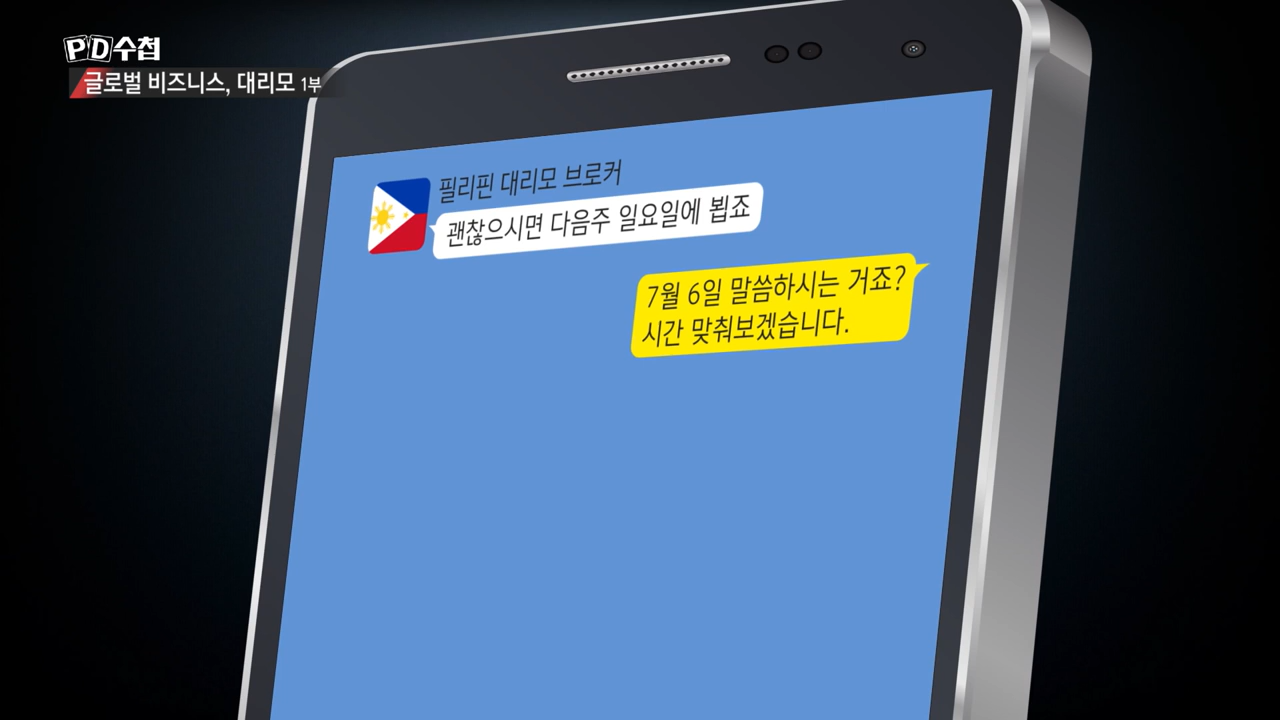 PD수첩
글로벌 비즈니스, 대리모 1부
필리핀 대리모 브로커
괜찮으시면 다음주 일요일에 뵙죠
7월 6일 말씀하시는 거죠?
시간 맞춰보겠습니다.